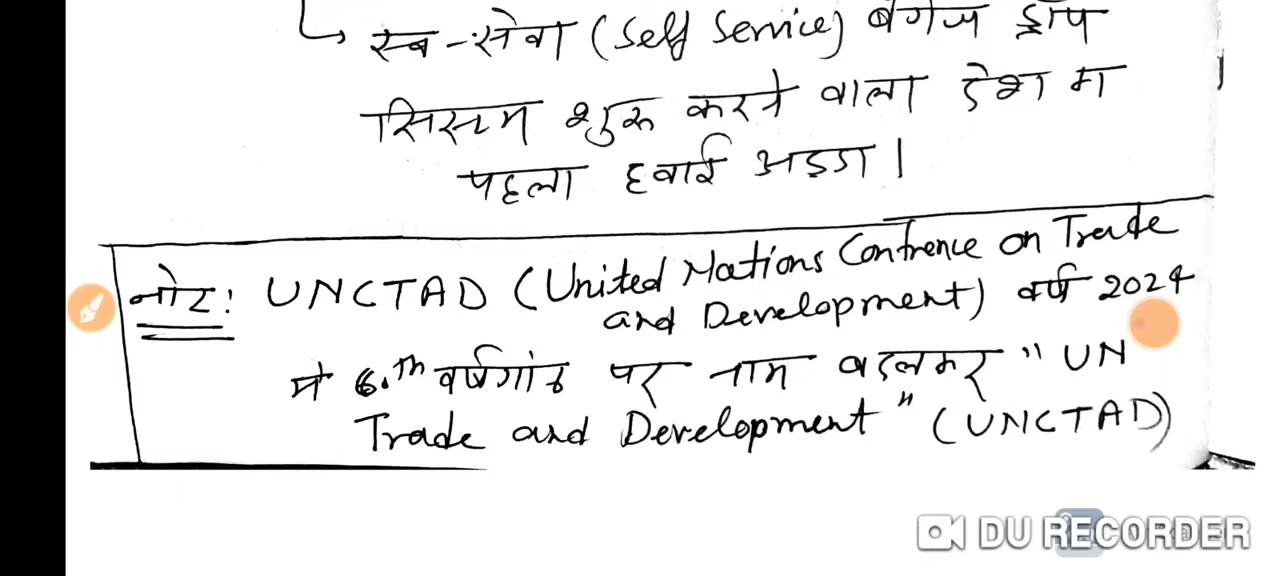 स्व-सेवा (Self Service) बैगेज ड्रॉप
सिस्टम शुरू करने वाला देश का
पहला हवाई अड्डा।
नोट: UNCTAD (United Nations Confrence on Trade
and Development) वर्ष 2024
में 60th वर्षगांठ पर नाम बदलकर "UN
Trade and Development" (UNCTAD)
DU RECORDER